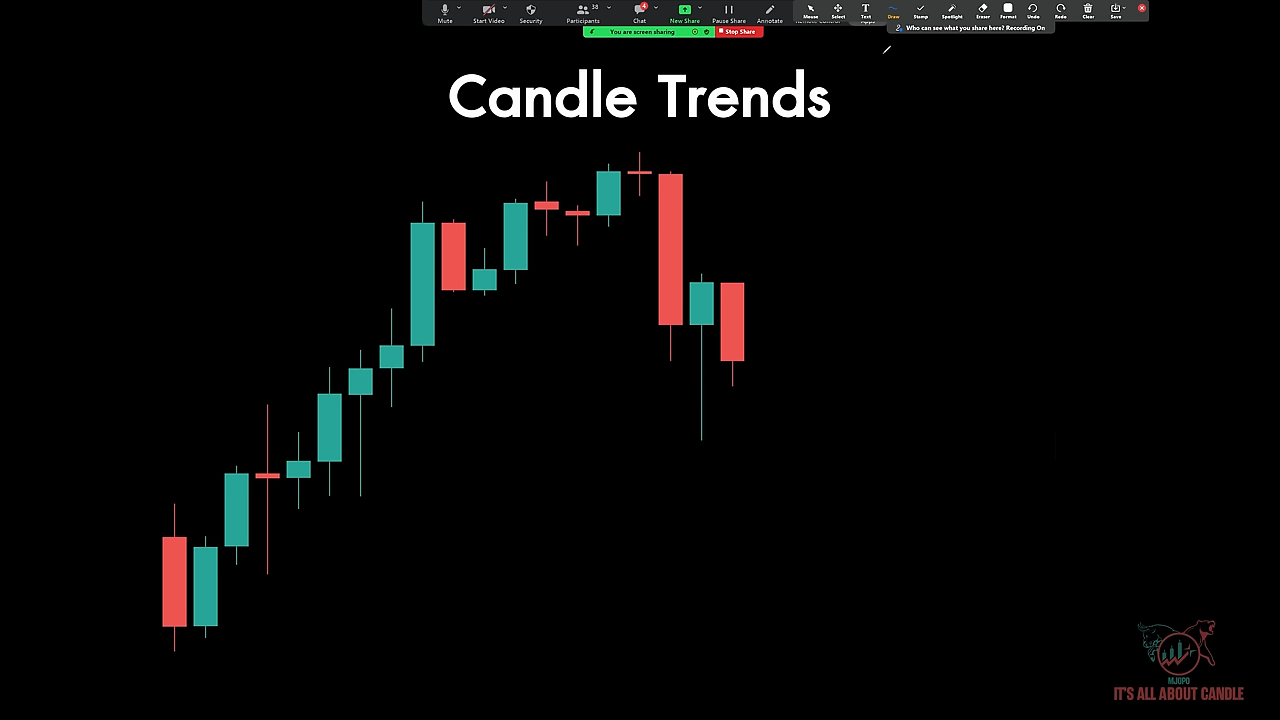 Mute
Start Video
Security
Participants
38
Chat
4
New Share
Pause Share
Annotate
Mouse
Select
Text
Draw
Stamp
Spotlight
Eraser
Format
Undo
Redo
Clear
Save
You are screen sharing
Stop Share
Who can see what you share here? Recording On
Candle Trends
MJOPO
IT'S ALL ABOUT CANDLE